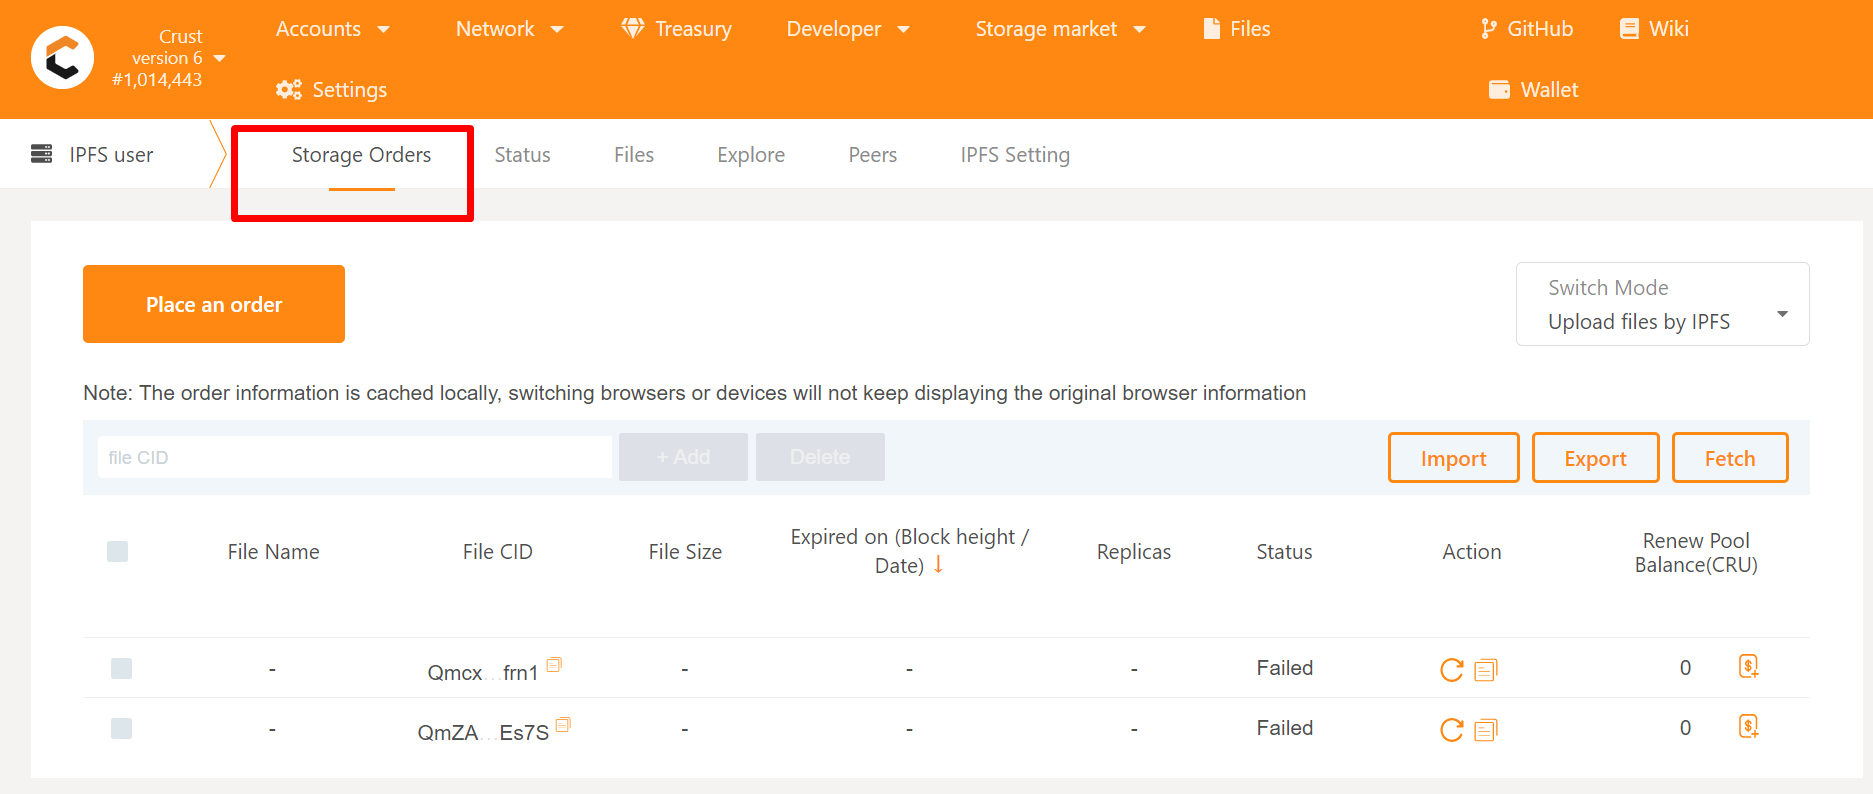 Crust
version 6
#1,014,443
Accounts
Network
Treasury
Developer
Storage market
Files
GitHub
Wiki
Settings
Wallet
IPFS user
Storage Orders
Status
Files
Explore
Peers
IPFS Setting
Place an order
Switch Mode
Upload files by IPFS
Note: The order information is cached locally, switching browsers or devices will not keep displaying the original browser information
file CID
+ Add
Delete
Import
Export
Fetch
File Name
File CID
File Size
Expired on (Block height /
Date) ↓
Replicas
Status
Action
Renew Pool
Balance(CRU)
- Qmcx...frn1 - - - Failed 0
- QmZA...Es7S - - - Failed 0